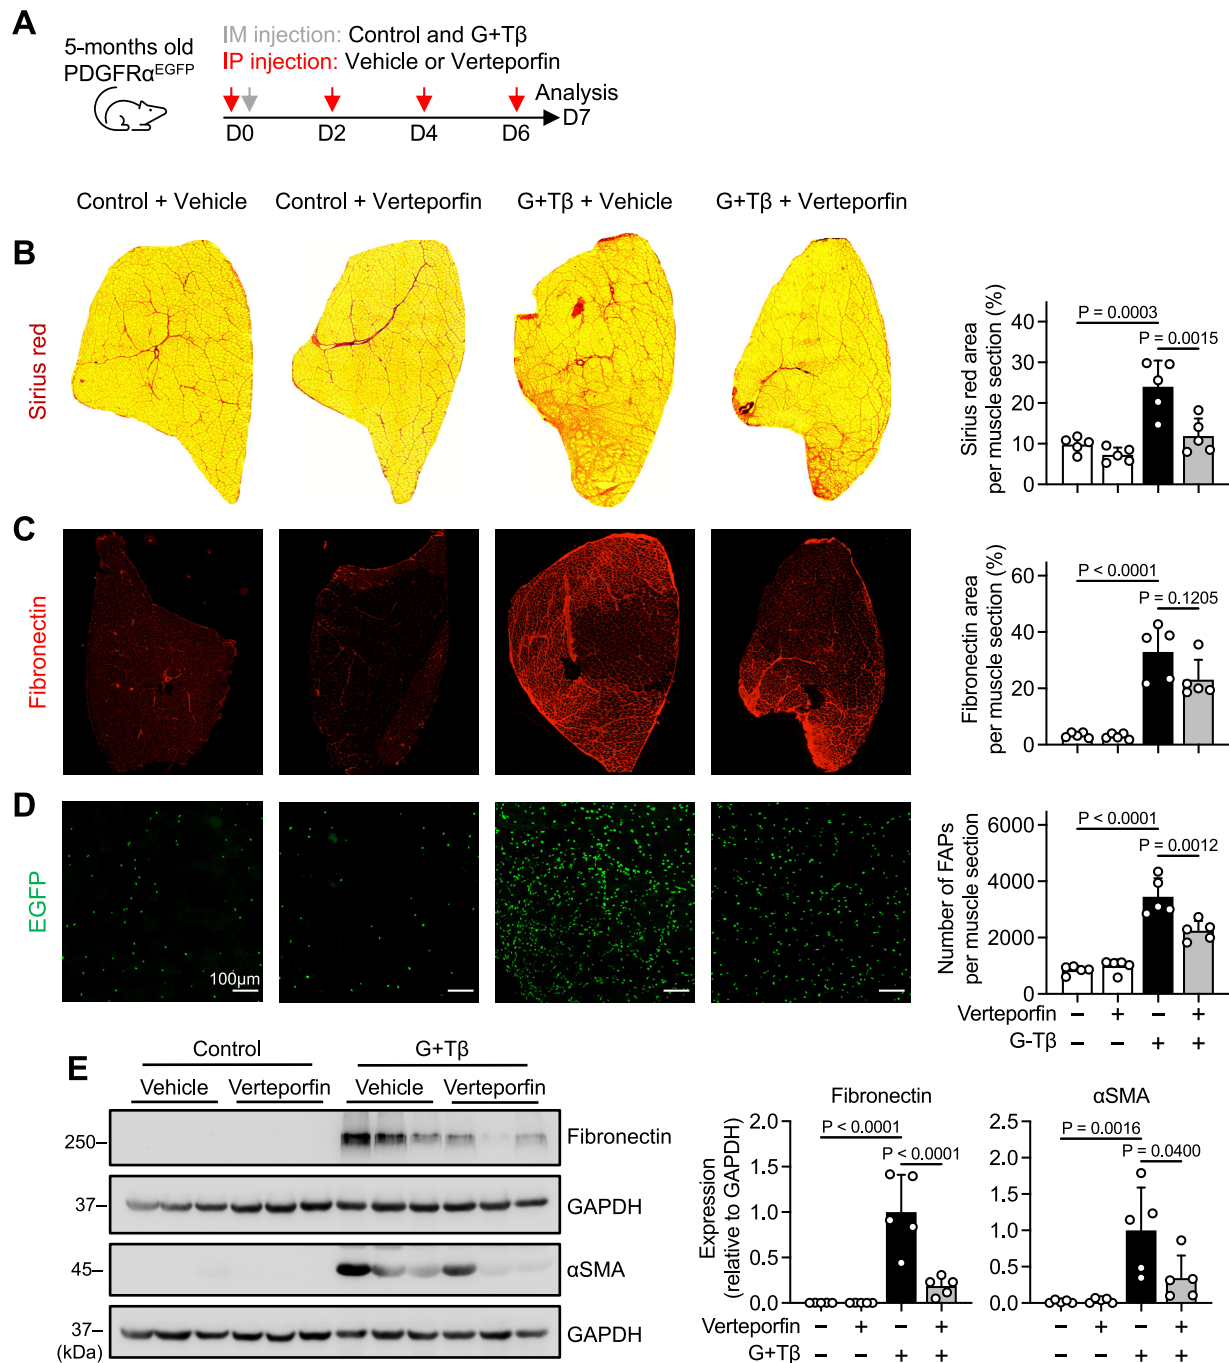 A
5-months old
PDGFRα^EGFP
IM injection: Control and G+Tβ
IP injection: Vehicle or Verteporfin
Analysis
D0 D2 D4 D6 D7
Control + Vehicle Control + Verteporfin G+Tβ + Vehicle G+Tβ + Verteporfin
B
Sirius red
Sirius red area
per muscle section (%)
40
30
20
10
0
P = 0.0003
P = 0.0015
C
Fibronectin
Fibronectin area
per muscle section (%)
60
40
20
0
P < 0.0001
P = 0.1205
D
EGFP
100μm
Number of FAPs
per muscle section
6000
4000
2000
0
P < 0.0001
P = 0.0012
Verteporfin − + − +
G-Tβ − − + +
E
Control G+Tβ
Vehicle Verteporfin Vehicle Verteporfin
250– Fibronectin
37– GAPDH
45– αSMA
37– GAPDH
(kDa)
Fibronectin
Expression
(relative to GAPDH)
2.0
1.5
1.0
0.5
0.0
P < 0.0001
P < 0.0001
αSMA
2.5
2.0
1.5
1.0
0.5
0.0
P = 0.0016
P = 0.0400
Verteporfin − + − + − + − +
G+Tβ − − + + − − + +